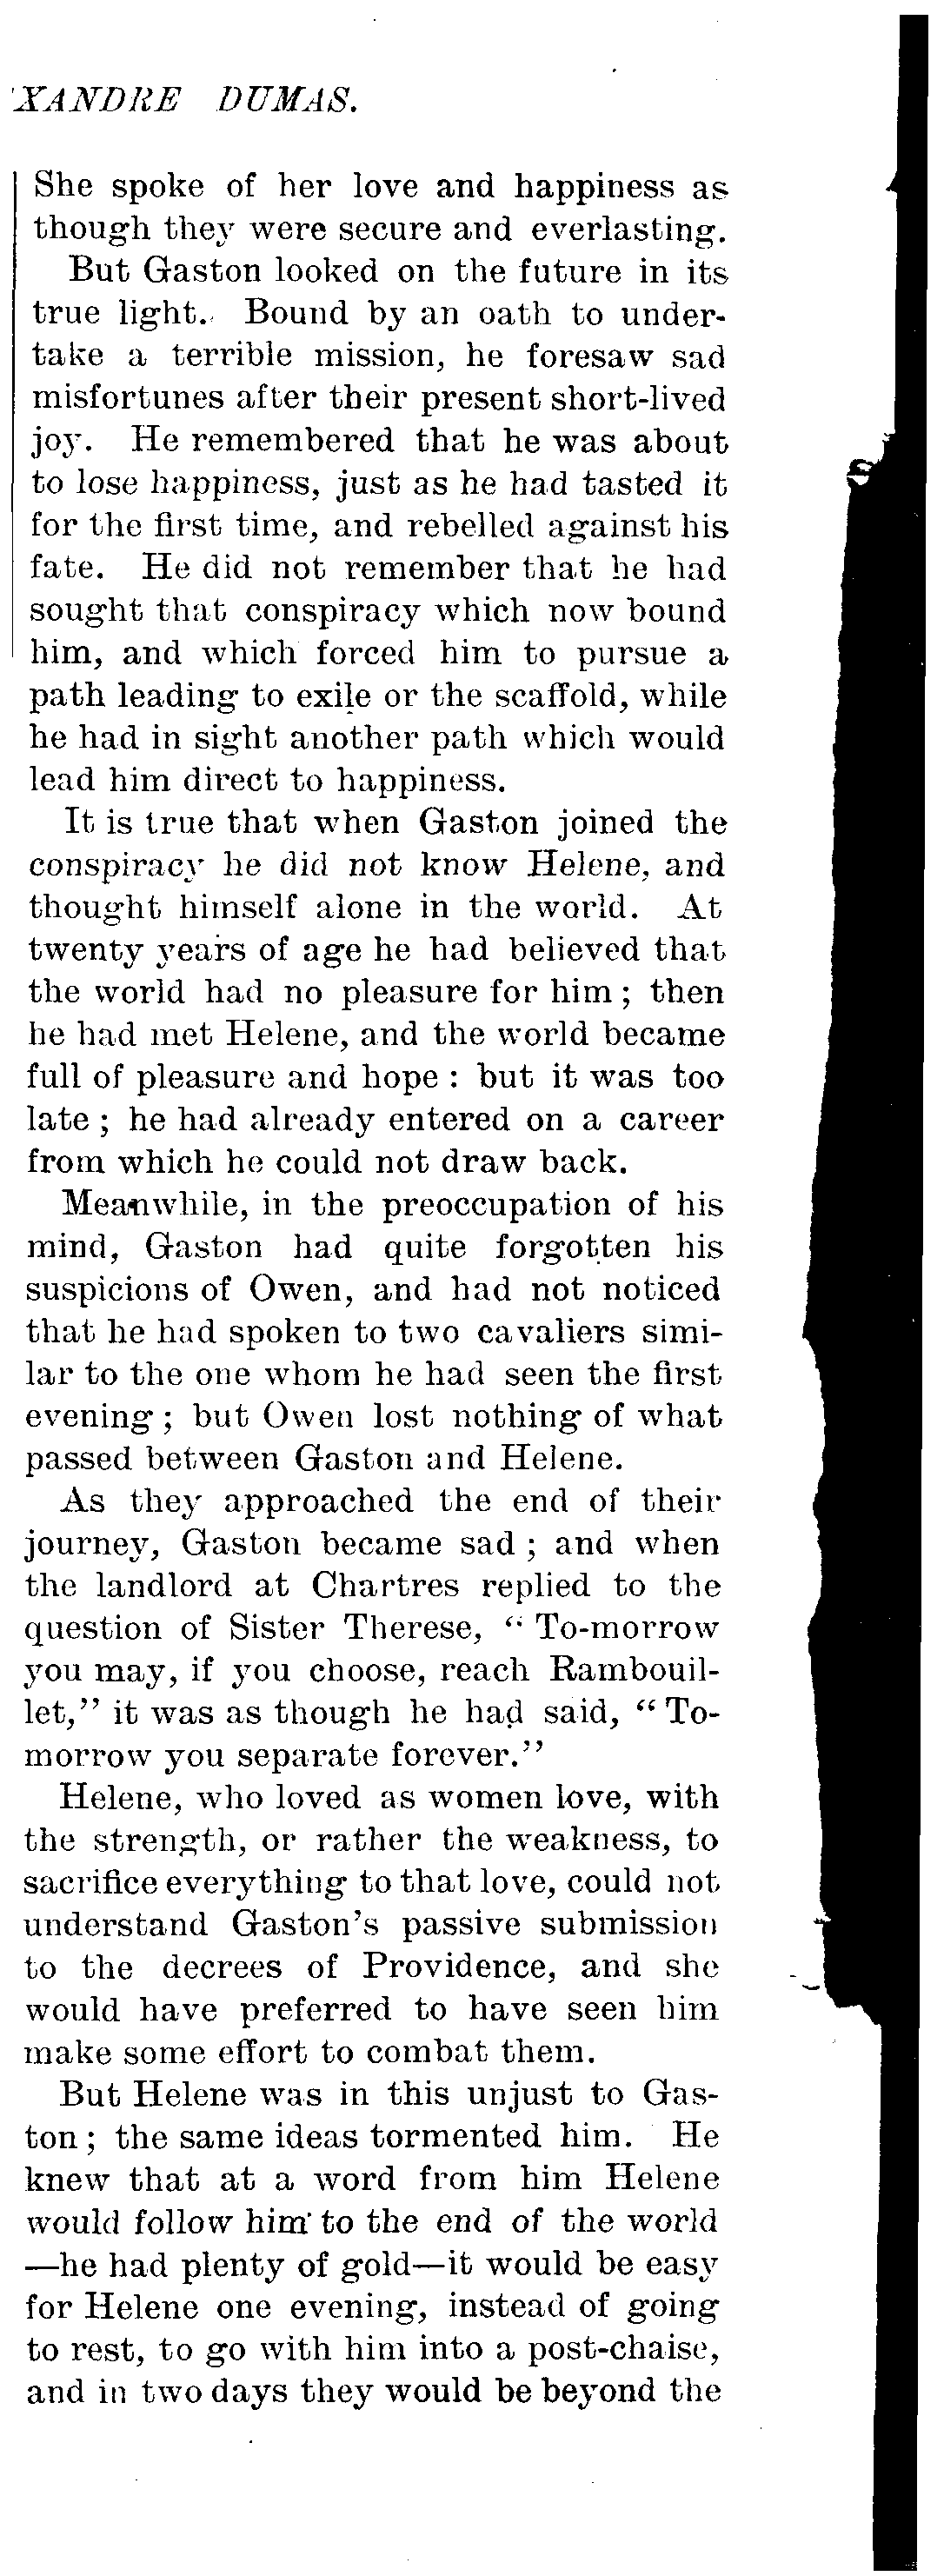 XANDRE DUMAS.
She spoke of her love and happiness as
though they were secure and everlasting.
But Gaston looked on the future in its
true light. Bound by an oath to under-
take a terrible mission, he foresaw sad
misfortunes after their present short-lived
joy. He remembered that he was about
to lose happiness, just as he had tasted it
for the first time, and rebelled against his
fate. He did not remember that he had
sought that conspiracy which now bound
him, and which forced him to pursue a
path leading to exile or the scaffold, while
he had in sight another path which would
lead him direct to happiness.
It is true that when Gaston joined the
conspiracy he did not know Helene, and
thought himself alone in the world. At
twenty years of age he had believed that
the world had no pleasure for him; then
he had met Helene, and the world became
full of pleasure and hope: but it was too
late; he had already entered on a career
from which he could not draw back.
Meanwhile, in the preoccupation of his
mind, Gaston had quite forgotten his
suspicions of Owen, and had not noticed
that he had spoken to two cavaliers simi-
lar to the one whom he had seen the first
evening; but Owen lost nothing of what
passed between Gaston and Helene.
As they approached the end of their
journey, Gaston became sad; and when
the landlord at Chartres replied to the
question of Sister Therese, "To-morrow
you may, if you choose, reach Rambouil-
let," it was as though he had said, "To-
morrow you separate forever."
Helene, who loved as women love, with
the strength, or rather the weakness, to
sacrifice everything to that love, could not
understand Gaston's passive submission
to the decrees of Providence, and she
would have preferred to have seen him
make some effort to combat them.
But Helene was in this unjust to Gas-
ton; the same ideas tormented him. He
knew that at a word from him Helene
would follow him to the end of the world
—he had plenty of gold—it would be easy
for Helene one evening, instead of going
to rest, to go with him into a post-chaise,
and in two days they would be beyond the